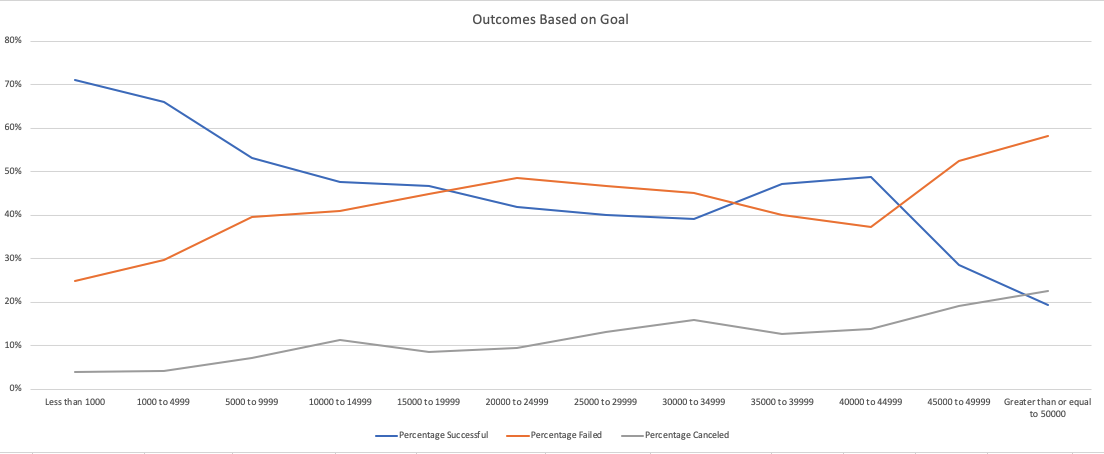 Outcomes Based on Goal
80%
70%
60%
50%
40%
30%
20%
10%
0%
Less than 1000 1000 to 4999 5000 to 9999 10000 to 14999 15000 to 19999 20000 to 24999 25000 to 29999 30000 to 34999 35000 to 39999 40000 to 44999 45000 to 49999 Greater than or equal
to 50000
Percentage Successful Percentage Failed Percentage Canceled